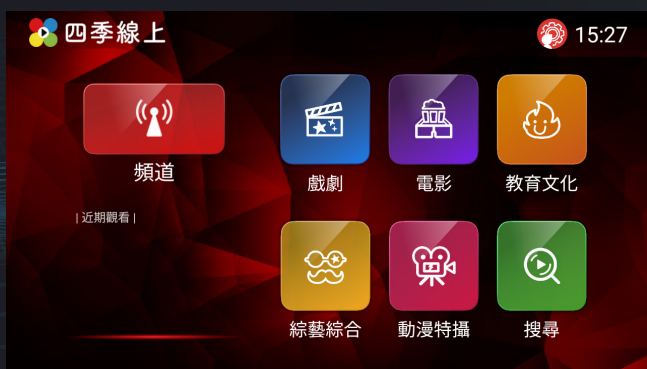 四季線上
15:27
頻道
戲劇
電影
教育文化
|近期觀看|
綜藝綜合
動漫特攝
搜尋